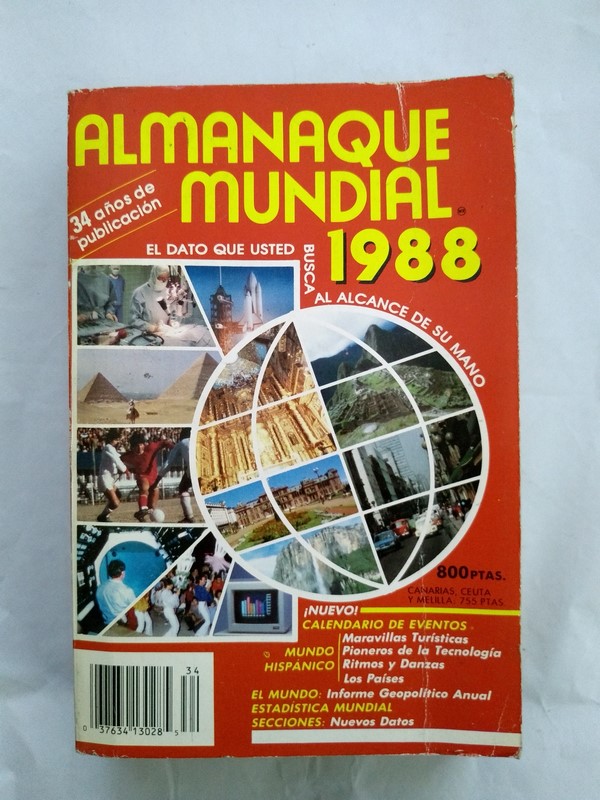 ALMANAQUE
MUNDIAL
1988
34 años de
publicación
EL DATO QUE USTED
BUSCA
AL ALCANCE DE SU MANO
800 PTAS.
CANARIAS, CEUTA
Y MELILLA: 755 PTAS.
¡NUEVO!
CALENDARIO DE EVENTOS
MUNDO
HISPÁNICO
Maravillas Turísticas
Pioneros de la Tecnología
Ritmos y Danzas
Los Países
EL MUNDO: Informe Geopolítico Anual
ESTADÍSTICA MUNDIAL
SECCIONES: Nuevos Datos
34
0 37634 13028 5